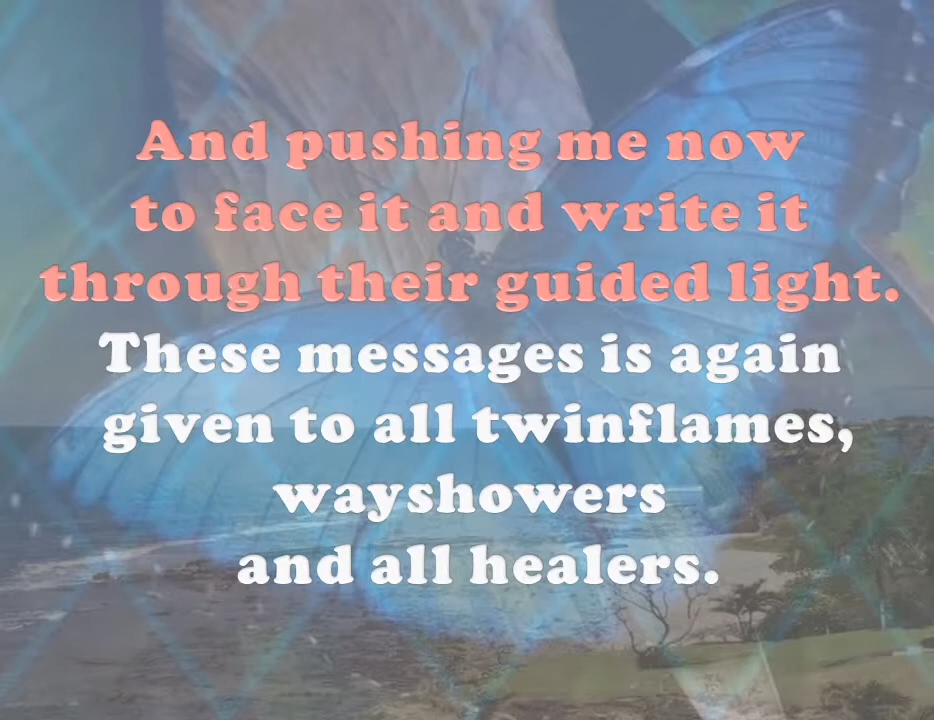 And pushing me now
to face it and write it
through their guided light.
These messages is again
given to all twinflames,
wayshowers
and all healers.